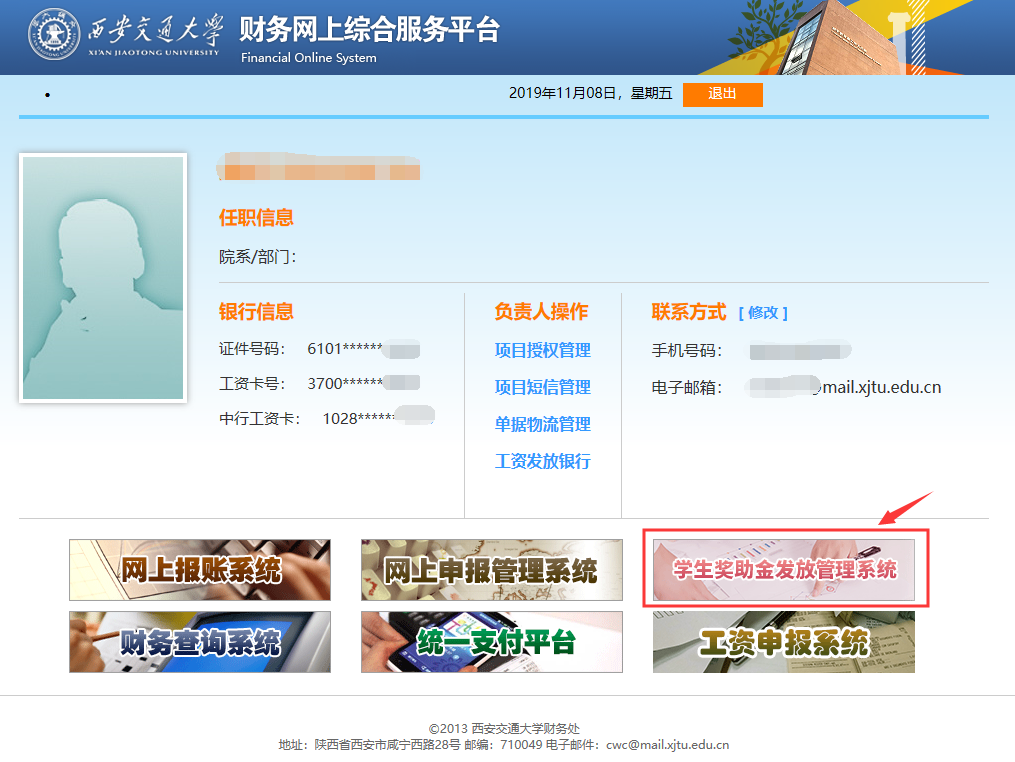 西安交通大学 财务网上综合服务平台
XI'AN JIAOTONG UNIVERSITY Financial Online System
2019年11月08日，星期五 退出
任职信息
院系/部门：
银行信息
证件号码： 6101******
工资卡号： 3700******
中行工资卡： 1028******
负责人操作
项目授权管理
项目短信管理
单据物流管理
工资发放银行
联系方式 [ 修改 ]
手机号码：
电子邮箱： @mail.xjtu.edu.cn
网上报账系统 网上申报管理系统 学生奖助金发放管理系统
财务查询系统 统一支付平台 工资申报系统
©2013 西安交通大学财务处
地址：陕西省西安市咸宁西路28号 邮编：710049 电子邮件：cwc@mail.xjtu.edu.cn